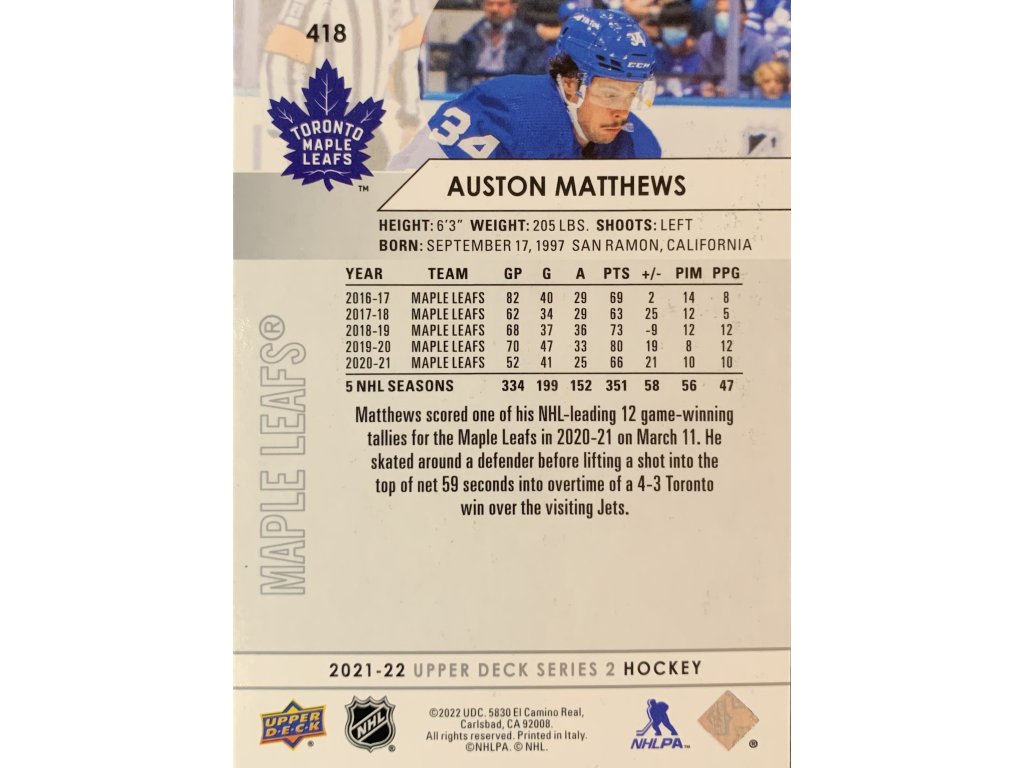 418
34
CCM
34
TORONTO
MAPLE
LEAFS
TM
AUSTON MATTHEWS
HEIGHT: 6'3" WEIGHT: 205 LBS. SHOOTS: LEFT
BORN: SEPTEMBER 17, 1997 SAN RAMON, CALIFORNIA
YEAR TEAM GP G A PTS +/- PIM PPG
2016-17 MAPLE LEAFS 82 40 29 69 2 14 8
2017-18 MAPLE LEAFS 62 34 29 63 25 12 5
2018-19 MAPLE LEAFS 68 37 36 73 -9 12 12
2019-20 MAPLE LEAFS 70 47 33 80 19 8 12
2020-21 MAPLE LEAFS 52 41 25 66 21 10 10
5 NHL SEASONS 334 199 152 351 58 56 47
MAPLE LEAFS®
Matthews scored one of his NHL-leading 12 game-winning
tallies for the Maple Leafs in 2020-21 on March 11. He
skated around a defender before lifting a shot into the
top of net 59 seconds into overtime of a 4-3 Toronto
win over the visiting Jets.
2021-22 UPPER DECK SERIES 2 HOCKEY
UPPER
DECK
®
NHL
®
©2022 UDC. 5830 El Camino Real,
Carlsbad, CA 92008.
All rights reserved. Printed in Italy.
©NHLPA. © NHL.
NHLPA
TM
®